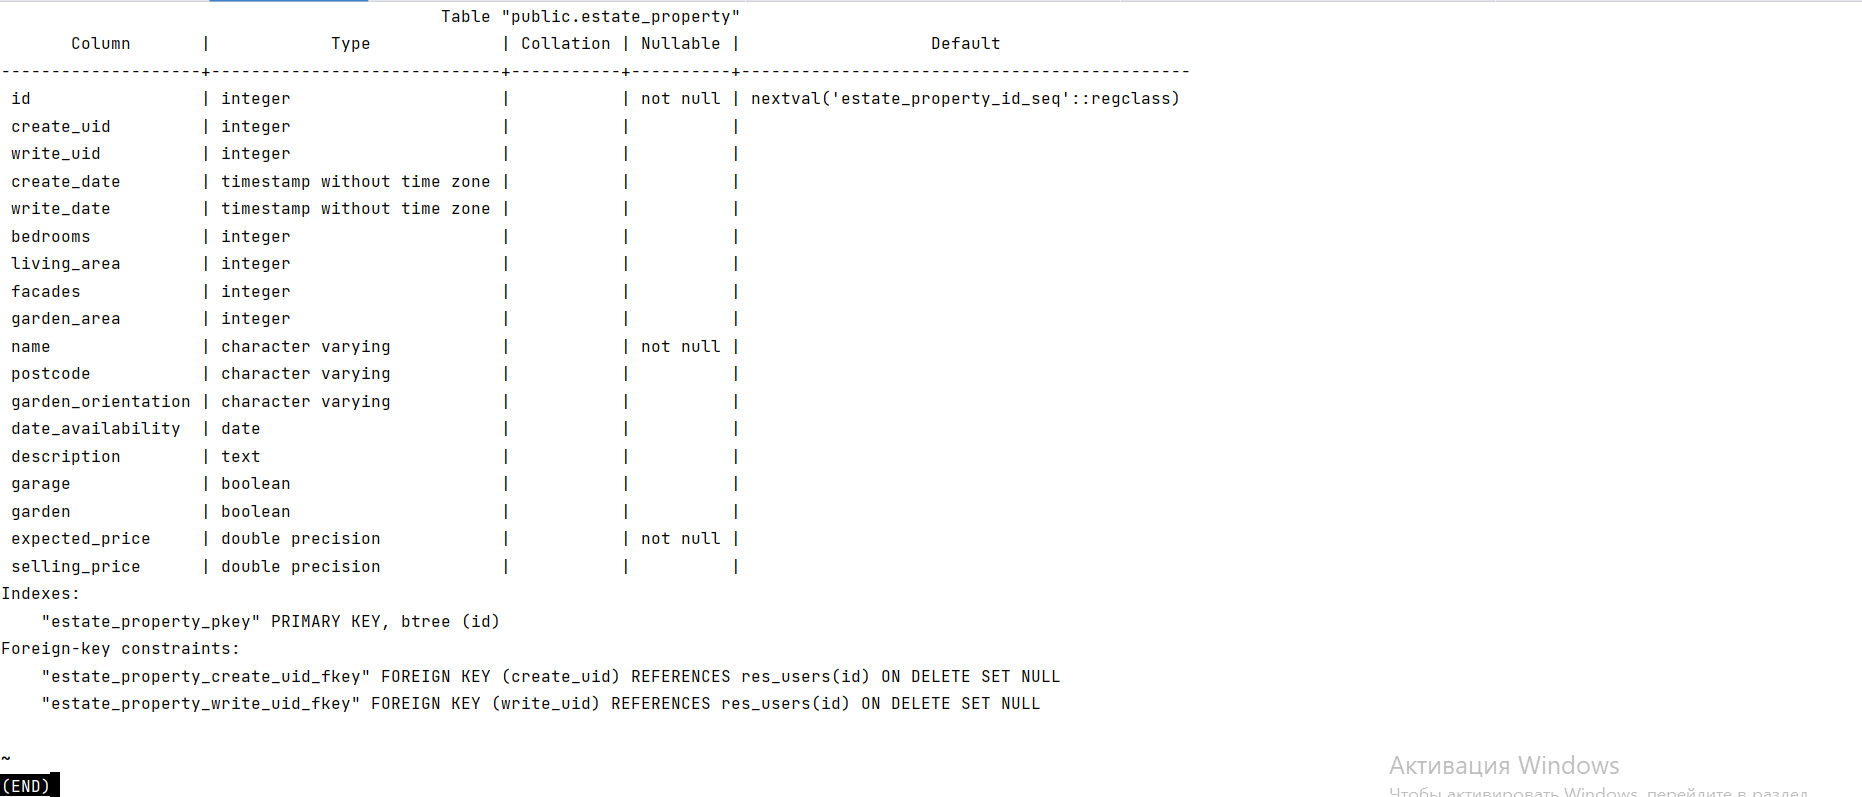 Table "public.estate_property"
       Column       |            Type             | Collation | Nullable |                  Default
--------------------+-----------------------------+-----------+----------+---------------------------------------------
 id                 | integer                     |           | not null | nextval('estate_property_id_seq'::regclass)
 create_uid         | integer                     |           |          |
 write_uid          | integer                     |           |          |
 create_date        | timestamp without time zone |           |          |
 write_date         | timestamp without time zone |           |          |
 bedrooms           | integer                     |           |          |
 living_area        | integer                     |           |          |
 facades            | integer                     |           |          |
 garden_area        | integer                     |           |          |
 name               | character varying           |           | not null |
 postcode           | character varying           |           |          |
 garden_orientation | character varying           |           |          |
 date_availability  | date                        |           |          |
 description        | text                        |           |          |
 garage             | boolean                     |           |          |
 garden             | boolean                     |           |          |
 expected_price     | double precision            |           | not null |
 selling_price      | double precision            |           |          |
Indexes:
    "estate_property_pkey" PRIMARY KEY, btree (id)
Foreign-key constraints:
    "estate_property_create_uid_fkey" FOREIGN KEY (create_uid) REFERENCES res_users(id) ON DELETE SET NULL
    "estate_property_write_uid_fkey" FOREIGN KEY (write_uid) REFERENCES res_users(id) ON DELETE SET NULL
~
(END)
Активация Windows
Чтобы активировать Windows, перейдите в раздел